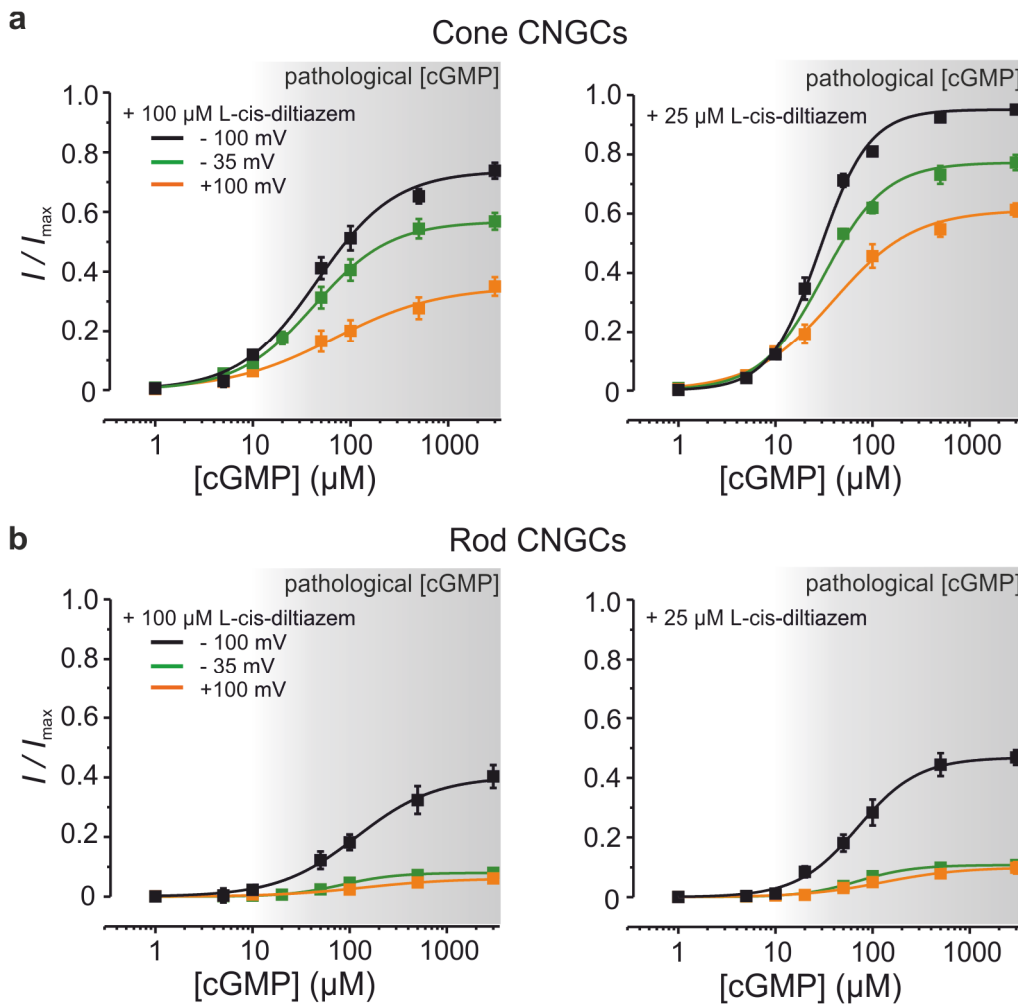 a
Cone CNGCs
pathological [cGMP]
+ 100 µM L-cis-diltiazem
- 100 mV
- 35 mV
+100 mV
1.0
0.8
0.6
0.4
0.2
0
I / Imax
1 10 100 1000
[cGMP] (µM)
pathological [cGMP]
+ 25 µM L-cis-diltiazem
1.0
0.8
0.6
0.4
0.2
0
1 10 100 1000
[cGMP] (µM)
b
Rod CNGCs
pathological [cGMP]
+ 100 µM L-cis-diltiazem
- 100 mV
- 35 mV
+100 mV
1.0
0.8
0.6
0.4
0.2
0
I / Imax
1 10 100 1000
[cGMP] (µM)
pathological [cGMP]
+ 25 µM L-cis-diltiazem
1.0
0.8
0.6
0.4
0.2
0
1 10 100 1000
[cGMP] (µM)